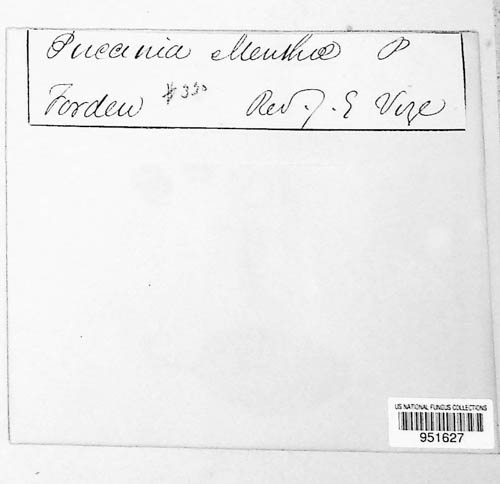 Puccinia Menthae P
Forden #350 Rev. J. E Vize
US NATIONAL FUNGUS COLLECTIONS
951627